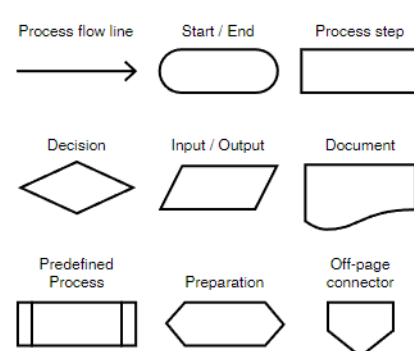 Process flow line
Start / End
Process step
Decision
Input / Output
Document
Predefined
Process
Preparation
Off-page
connector